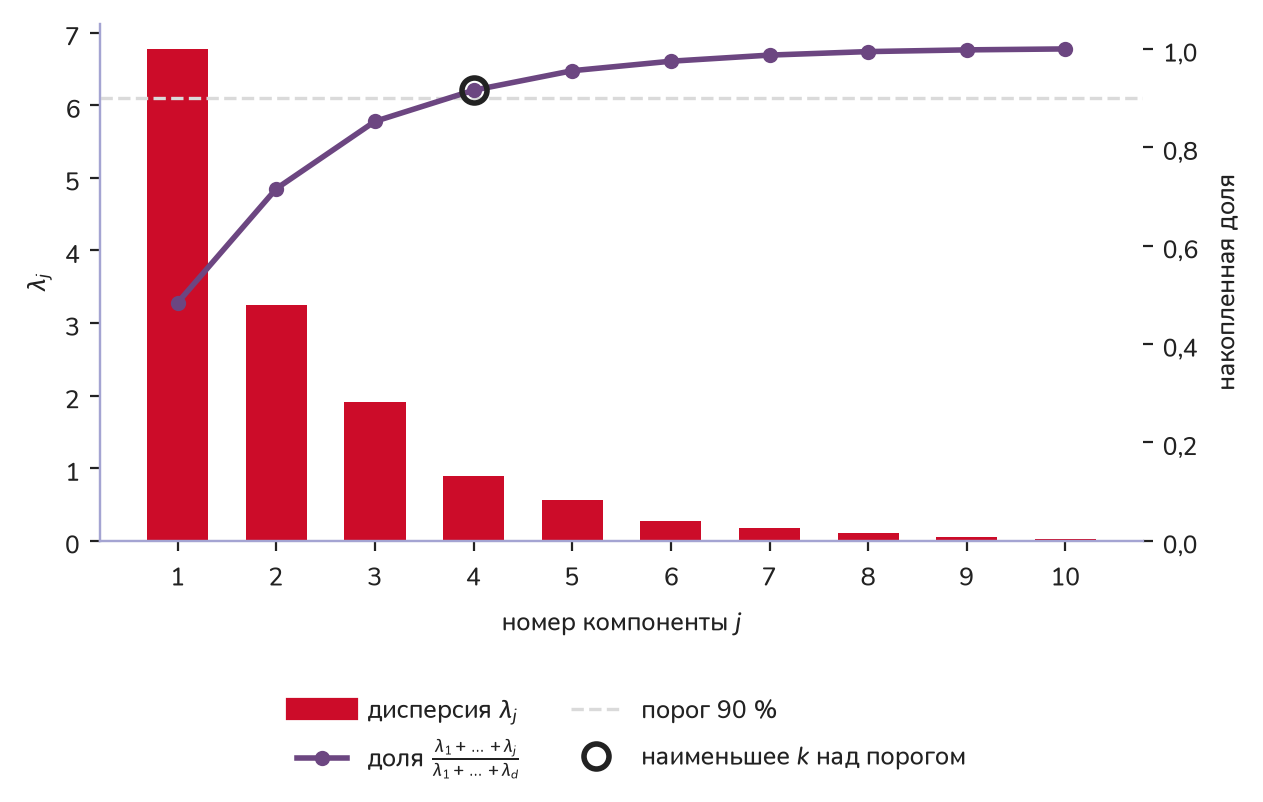 7
6
5
4
3
2
1
0
λj
1,0
0,8
0,6
0,4
0,2
0,0
накопленная доля
1 2 3 4 5 6 7 8 9 10
номер компоненты j
дисперсия λj
порог 90 %
доля λ1 + ... + λj / λ1 + ... + λd
наименьшее k над порогом